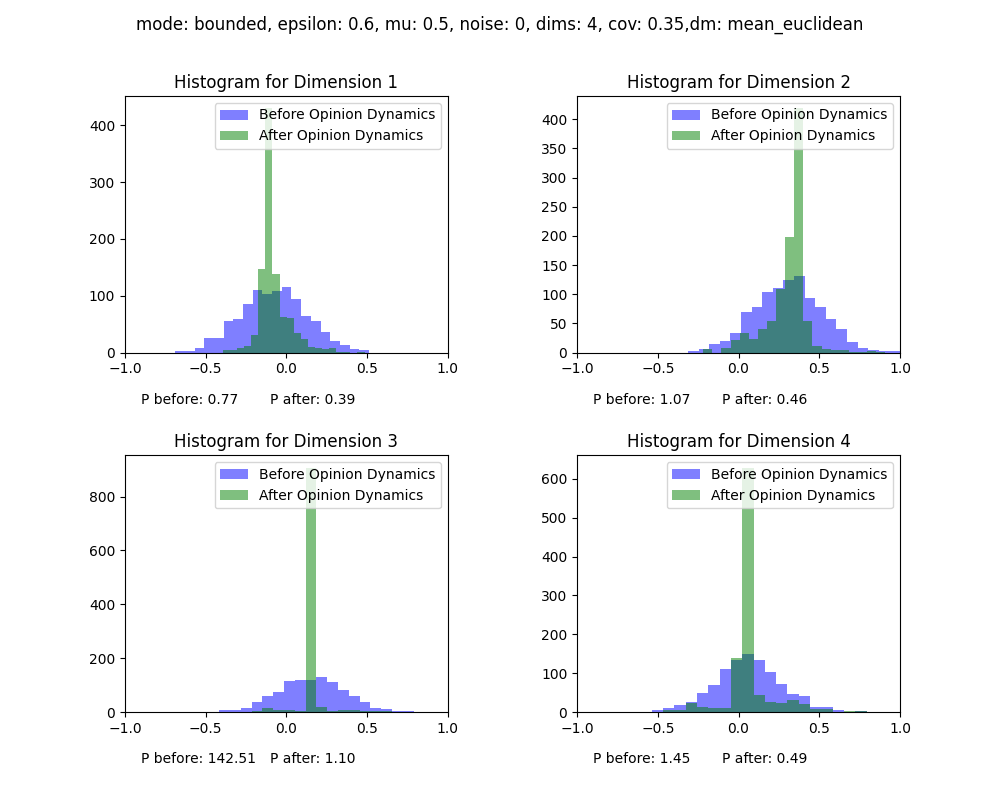 mode: bounded, epsilon: 0.6, mu: 0.5, noise: 0, dims: 4, cov: 0.35,dm: mean_euclidean
Histogram for Dimension 1
Before Opinion Dynamics
After Opinion Dynamics
400
300
200
100
0
−1.0 −0.5 0.0 0.5 1.0
P before: 0.77 P after: 0.39
Histogram for Dimension 2
Before Opinion Dynamics
After Opinion Dynamics
400
350
300
250
200
150
100
50
0
−1.0 −0.5 0.0 0.5 1.0
P before: 1.07 P after: 0.46
Histogram for Dimension 3
Before Opinion Dynamics
After Opinion Dynamics
800
600
400
200
0
−1.0 −0.5 0.0 0.5 1.0
P before: 142.51 P after: 1.10
Histogram for Dimension 4
Before Opinion Dynamics
After Opinion Dynamics
600
500
400
300
200
100
0
−1.0 −0.5 0.0 0.5 1.0
P before: 1.45 P after: 0.49